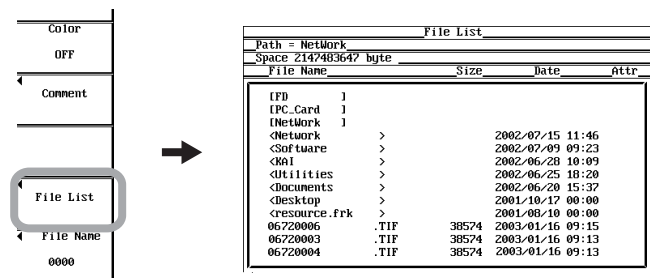 Color
OFF
Comment
File List
File Name
0000
File List
Path = NetWork
Space 2147483647 byte
File Name Size Date Attr
[FD ]
[PC_Card ]
[NetWork ]
<Network > 2002/07/15 11:46
<Software > 2002/07/09 09:23
<KAI > 2002/06/28 10:09
<Utilities > 2002/06/25 18:20
<Documents > 2002/06/20 15:37
<Desktop > 2001/10/17 00:00
<resource.frk > 2001/08/10 00:00
06720006 .TIF 38574 2003/01/16 09:15
06720003 .TIF 38574 2003/01/16 09:13
06720004 .TIF 38574 2003/01/16 09:13